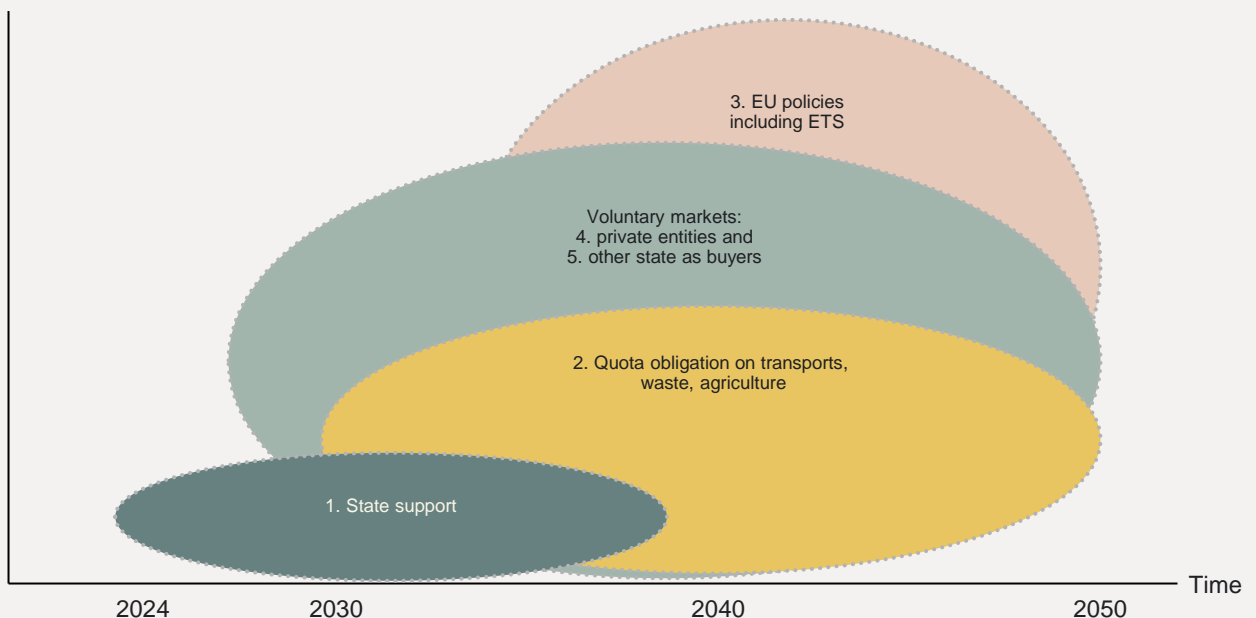 3. EU policies
including ETS
Voluntary markets:
4. private entities and
5. other state as buyers
2. Quota obligation on transports,
waste, agriculture
1. State support
Time
2024
2030
2040
2050